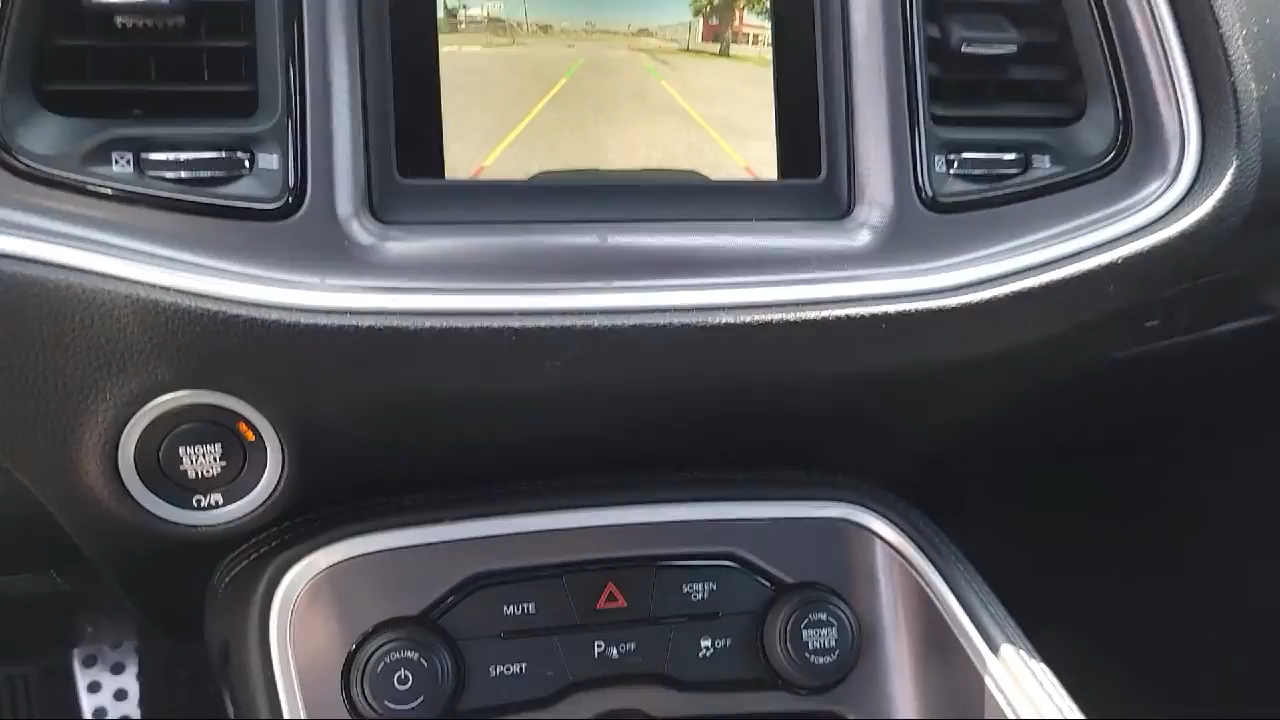 ENGINE
START
STOP
MUTE
SCREEN
OFF
VOLUME
SPORT
P OFF
OFF
TUNE
BROWSE
ENTER
SCROLL